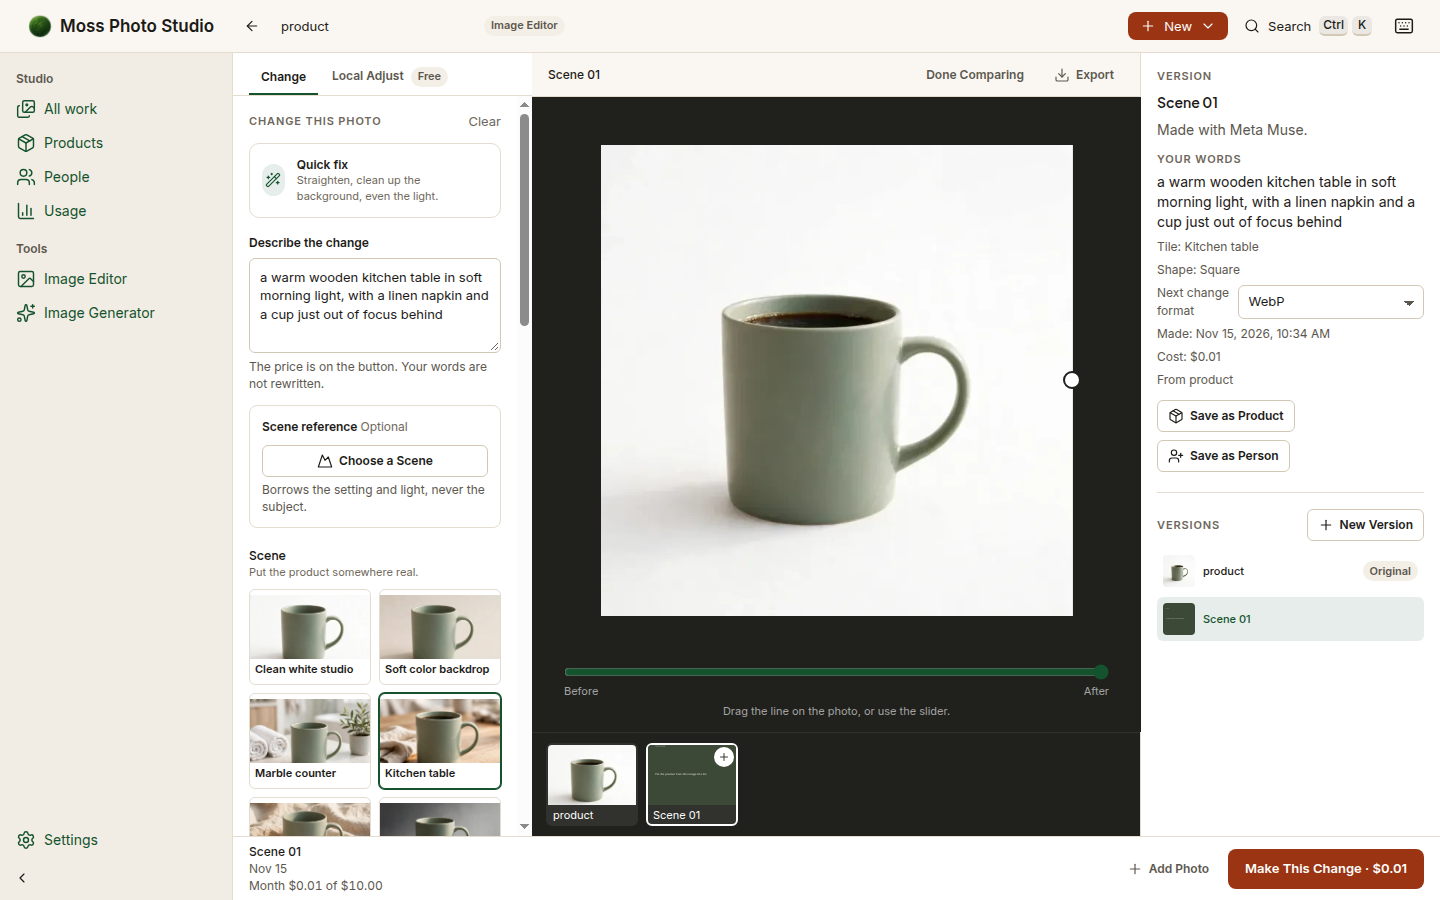 Moss Photo Studio
product
Image Editor
New
Search
Ctrl
K
Studio
All work
Products
People
Usage
Tools
Image Editor
Image Generator
Settings
Change
Local Adjust
Free
CHANGE THIS PHOTO
Clear
Quick fix
Straighten, clean up the
background, even the light.
Describe the change
a warm wooden kitchen table in soft
morning light, with a linen napkin and
a cup just out of focus behind
The price is on the button. Your words are
not rewritten.
Scene reference Optional
Choose a Scene
Borrows the setting and light, never the
subject.
Scene
Put the product somewhere real.
Clean white studio
Soft color backdrop
Marble counter
Kitchen table
Scene 01
Done Comparing
Export
Before
After
Drag the line on the photo, or use the slider.
product
Scene 01
VERSION
Scene 01
Made with Meta Muse.
YOUR WORDS
a warm wooden kitchen table in soft
morning light, with a linen napkin and a
cup just out of focus behind
Tile: Kitchen table
Shape: Square
Next change
format
WebP
Made: Nov 15, 2026, 10:34 AM
Cost: $0.01
From product
Save as Product
Save as Person
VERSIONS
New Version
product
Original
Scene 01
Scene 01
Nov 15
Month $0.01 of $10.00
Add Photo
Make This Change · $0.01